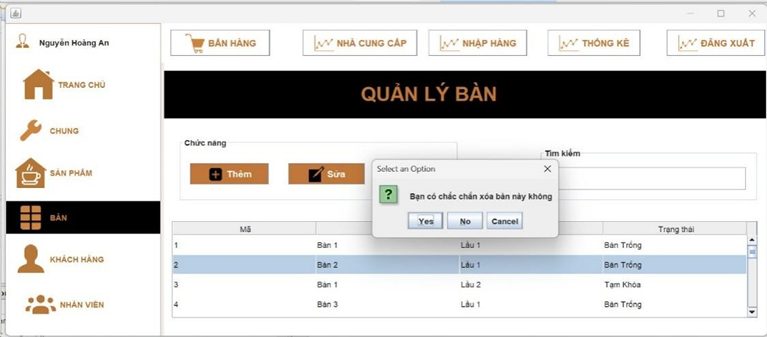 Nguyễn Hoàng An
BÁN HÀNG
NHÀ CUNG CẤP
NHẬP HÀNG
THỐNG KÊ
ĐĂNG XUẤT
TRANG CHỦ
CHUNG
SẢN PHẨM
BÀN
KHÁCH HÀNG
NHÂN VIÊN
QUẢN LÝ BÀN
Chức năng
Thêm
Sửa
Tìm kiếm
Select an Option
Bạn có chắc chắn xóa bàn này không
Yes No Cancel
Mã Trạng thái
1 Bàn 1 Lầu 1 Bàn Trống
2 Bàn 2 Lầu 1 Bàn Trống
3 Bàn 1 Lầu 2 Tạm Khóa
4 Bàn 3 Lầu 1 Bàn Trống